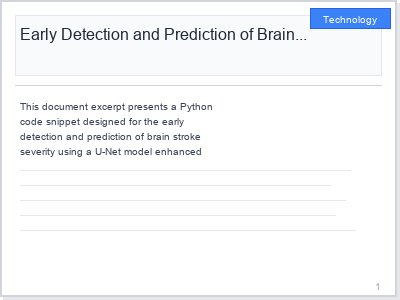 Technology
Early Detection and Prediction of Brain...
This document excerpt presents a Python
code snippet designed for the early
detection and prediction of brain stroke
severity using a U-Net model enhanced
1